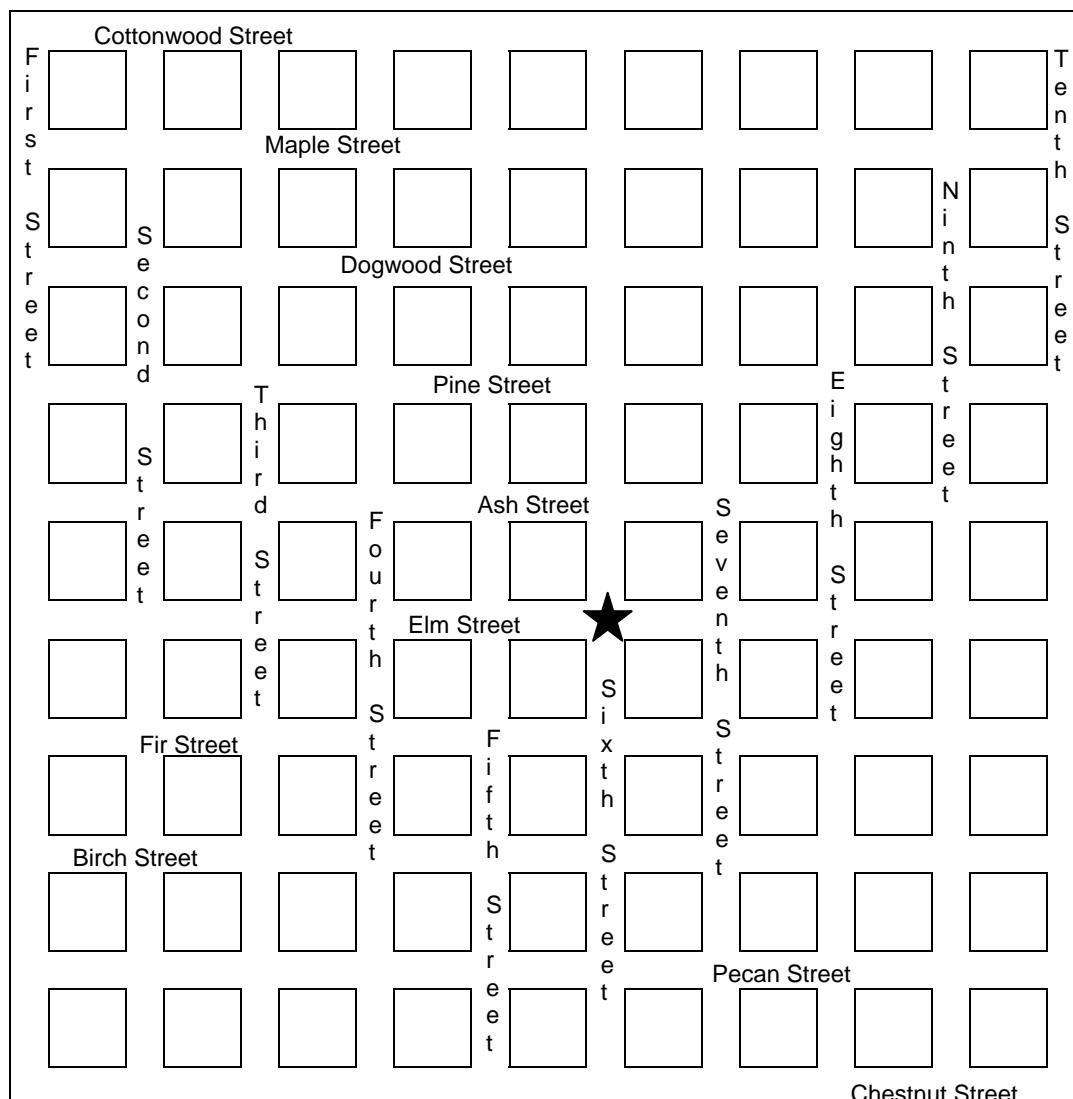 Cottonwood Street
First Street
Tenth Street
Maple Street
Ninth Street
Second Street
Dogwood Street
Pine Street
Eighth Street
Third Street
Ash Street
Seventh Street
Fourth Street
Elm Street
Sixth Street
Fifth Street
Fir Street
Birch Street
Pecan Street
Chestnut Street